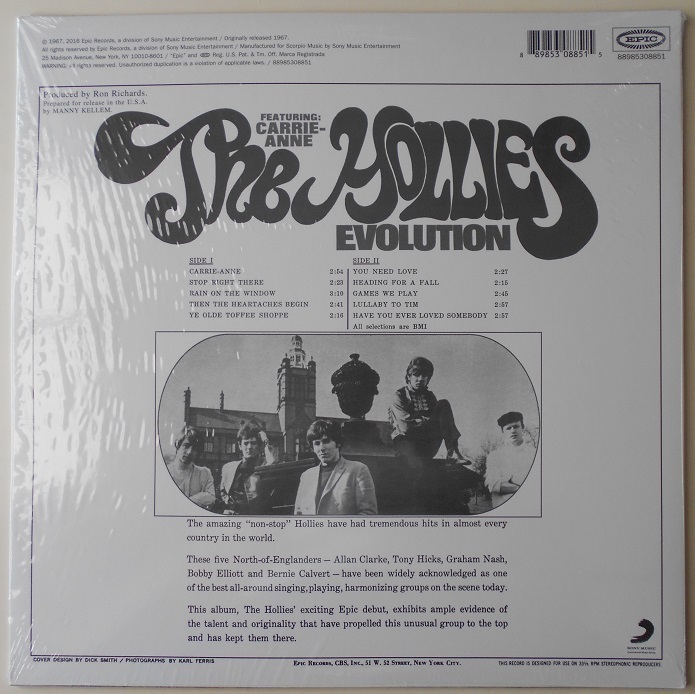 © 1967, 2016 Epic Records, a division of Sony Music Entertainment / Originally released 1967.
All rights reserved by Epic Records, a division of Sony Music Entertainment / Manufactured for Scorpio Music by Sony Music Entertainment
25 Madison Avenue, New York, NY 10010-8601 / "Epic" and EPIC Reg. U.S. Pat. & Tm. Off. Marca Registrada
WARNING: All rights reserved. Unauthorized duplication is a violation of applicable laws. / 88985308851
8 89853 08851 5
EPIC
88985308851
Produced by Ron Richards.
Prepared for release in the U.S.A.
by MANNY KELLEM.
FEATURING:
CARRIE-
ANNE
THE HOLLIES
EVOLUTION
SIDE I
CARRIE-ANNE 2:54
STOP RIGHT THERE 2:23
RAIN ON THE WINDOW 3:10
THEN THE HEARTACHES BEGIN 2:41
YE OLDE TOFFEE SHOPPE 2:16
SIDE II
YOU NEED LOVE 2:27
HEADING FOR A FALL 2:15
GAMES WE PLAY 2:45
LULLABY TO TIM 2:57
HAVE YOU EVER LOVED SOMEBODY 2:57
All selections are BMI
The amazing "non-stop" Hollies have had tremendous hits in almost every
country in the world.
These five North-of-Englanders — Allan Clarke, Tony Hicks, Graham Nash,
Bobby Elliott and Bernie Calvert — have been widely acknowledged as one
of the best all-around singing, playing, harmonizing groups on the scene today.
This album, The Hollies' exciting Epic debut, exhibits ample evidence of
the talent and originality that have propelled this unusual group to the top
and has kept them there.
SONY MUSIC
COVER DESIGN BY DICK SMITH / PHOTOGRAPHS BY KARL FERRIS
EPIC RECORDS, CBS, INC., 51 W. 52 STREET, NEW YORK CITY.
THIS RECORD IS DESIGNED FOR USE ON 33⅓ RPM STEREOPHONIC REPRODUCERS